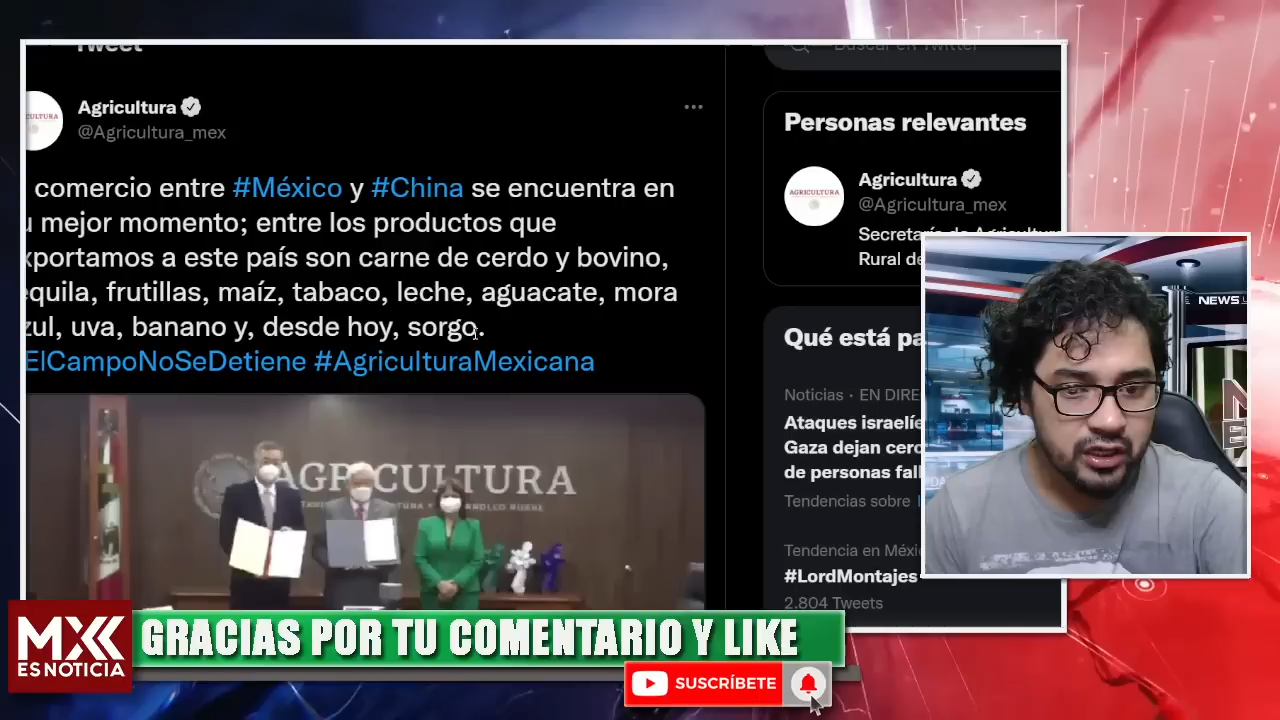 Tweet
Buscar en Twitter
Agricultura
@Agricultura_mex
comercio entre #México y #China se encuentra en
mejor momento; entre los productos que
xportamos a este país son carne de cerdo y bovino,
equila, frutillas, maíz, tabaco, leche, aguacate, mora
zul, uva, banano y, desde hoy, sorgo.
ElCampoNoSeDetiene #AgriculturaMexicana
AGRICULTURA
Personas relevantes
AGRICULTURA
Agricultura
@Agricultura_mex
Secretaría de Agricultura
Rural de
Qué está pa
Noticias · EN DIRE
Ataques israelíe
Gaza dejan cerc
de personas fall
Tendencias sobre
Tendencia en Méxic
#LordMontajes
2.804 Tweets
NEWS
MX
ES NOTICIA
GRACIAS POR TU COMENTARIO Y LIKE
SUSCRÍBETE